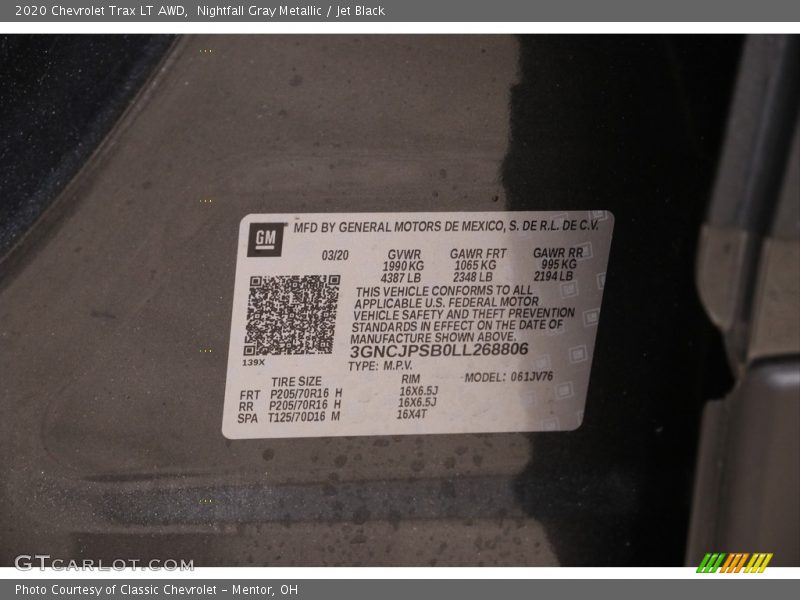 2020 Chevrolet Trax LT AWD, Nightfall Gray Metallic / Jet Black
GM MFD BY GENERAL MOTORS DE MEXICO, S. DE R.L. DE C.V.
03/20 GVWR GAWR FRT GAWR RR
1990 KG 1065 KG 995 KG
4387 LB 2348 LB 2194 LB
THIS VEHICLE CONFORMS TO ALL
APPLICABLE U.S. FEDERAL MOTOR
VEHICLE SAFETY AND THEFT PREVENTION
STANDARDS IN EFFECT ON THE DATE OF
MANUFACTURE SHOWN ABOVE.
139X 3GNCJPSB0LL268806
TYPE: M.P.V.
TIRE SIZE RIM MODEL: 061JV76
FRT P205/70R16 H 16X6.5J
RR P205/70R16 H 16X6.5J
SPA T125/70D16 M 16X4T
GTCARLOT.COM
Photo Courtesy of Classic Chevrolet - Mentor, OH